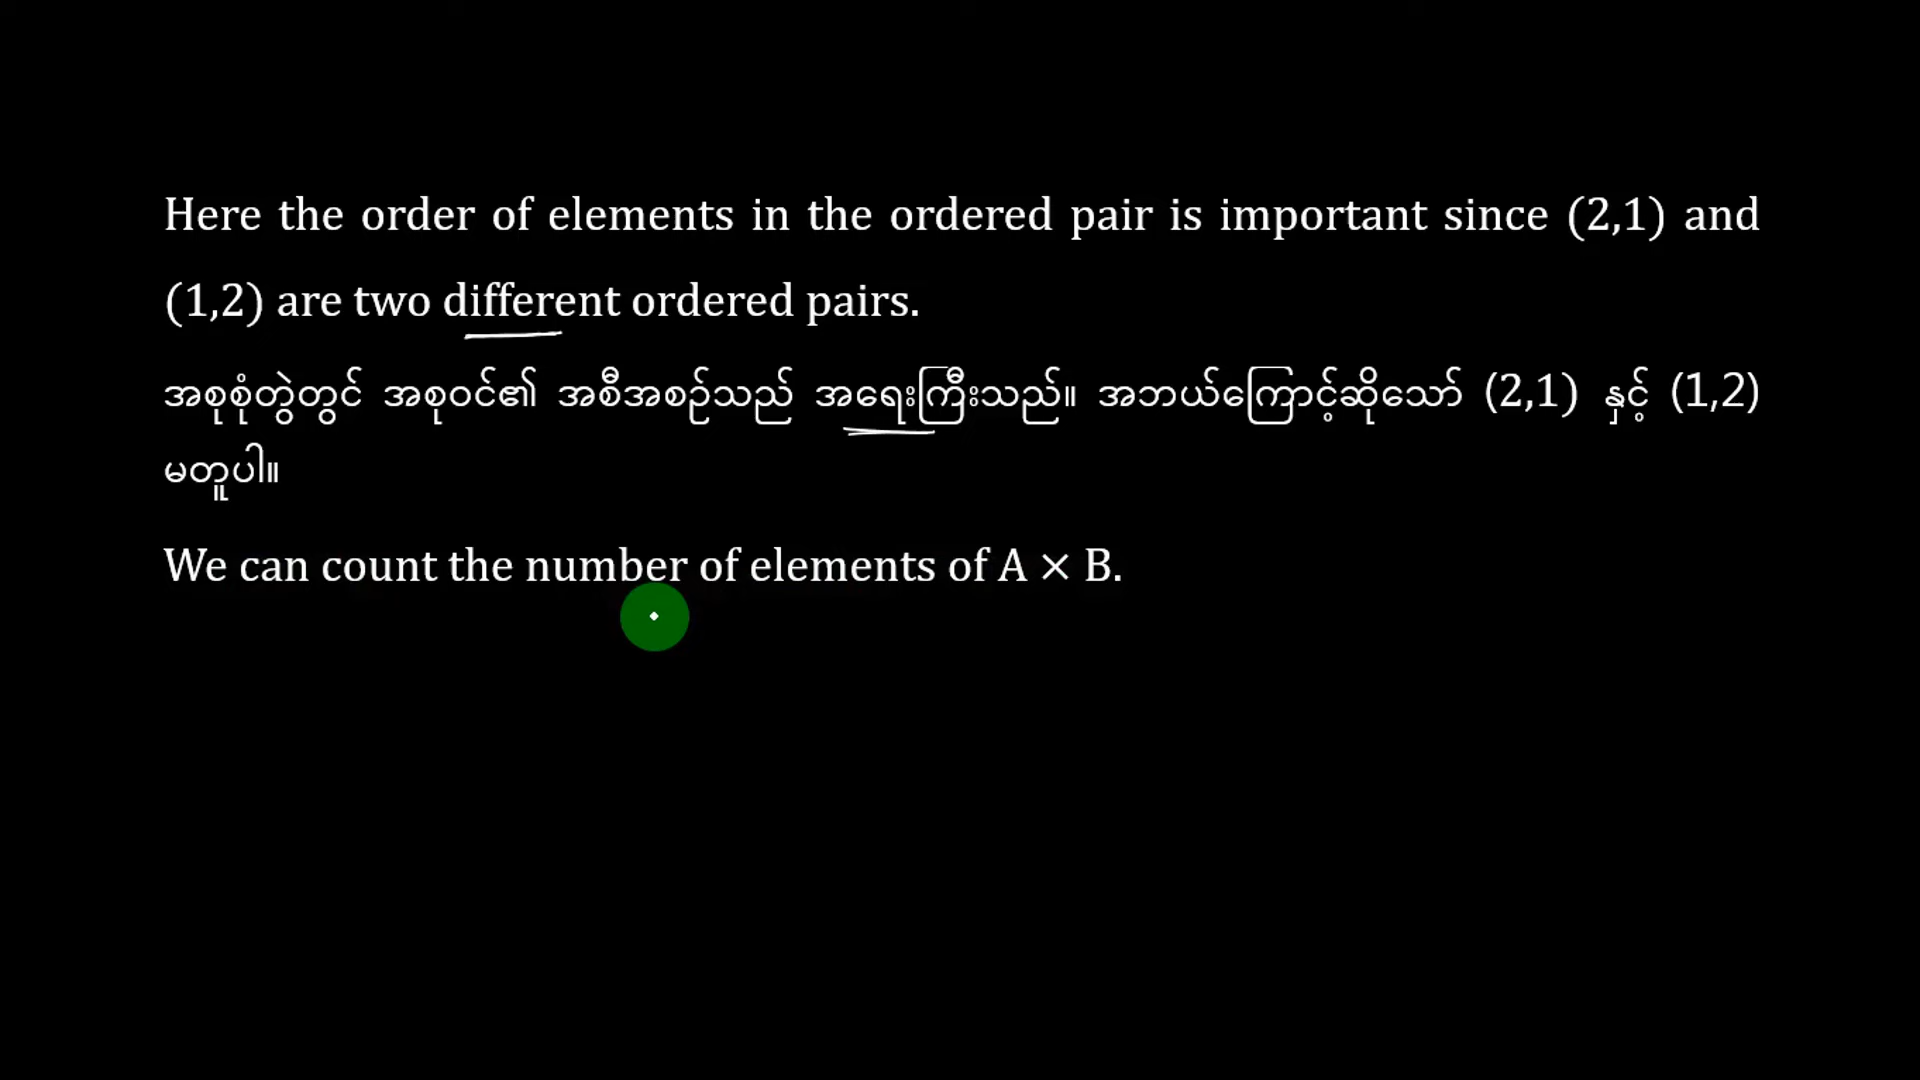 Here the order of elements in the ordered pair is important since (2,1) and
(1,2) are two different ordered pairs.
အစုစုံတွဲတွင် အစုဝင်၏ အစီအစဉ်သည် အရေးကြီးသည်။ အဘယ်ကြောင့်ဆိုသော် (2,1) နှင့် (1,2)
မတူပါ။
We can count the number of elements of A × B.